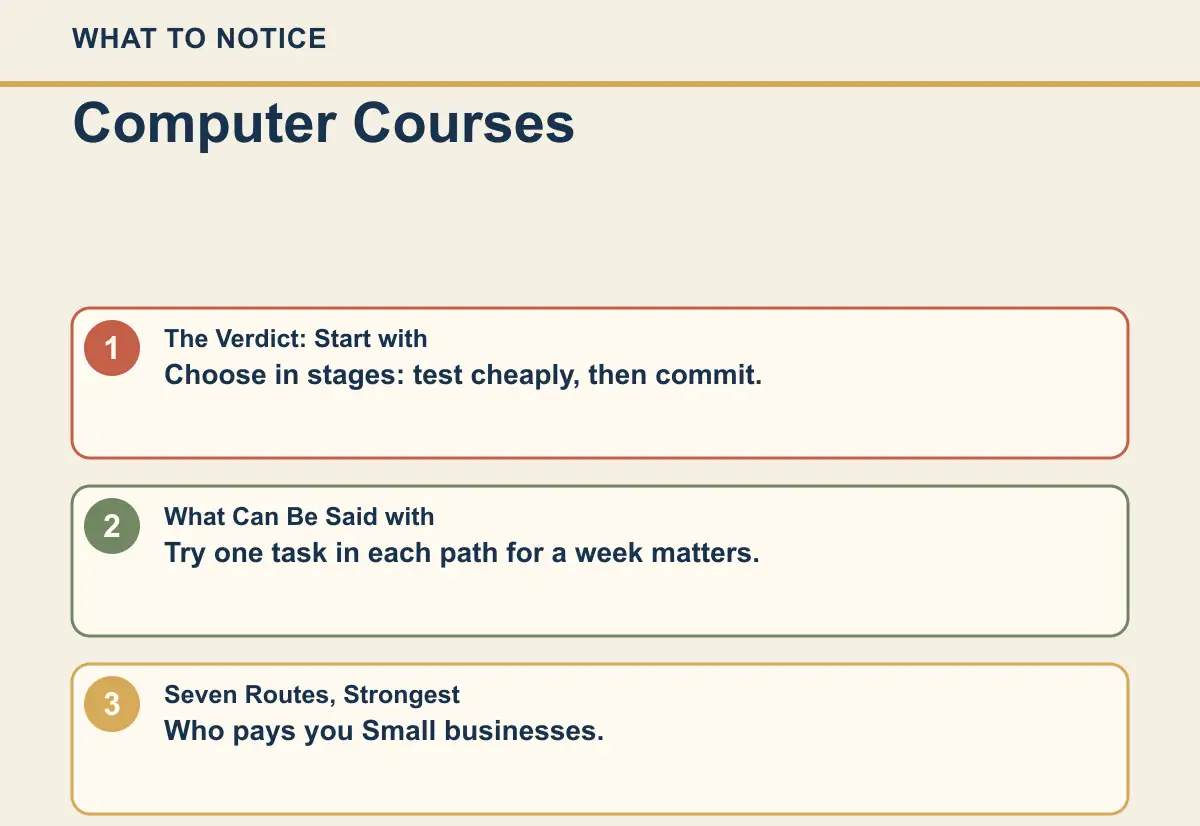 WHAT TO NOTICE
Computer Courses
1
The Verdict: Start with
Choose in stages: test cheaply, then commit.
2
What Can Be Said with
Try one task in each path for a week matters.
3
Seven Routes, Strongest
Who pays you Small businesses.